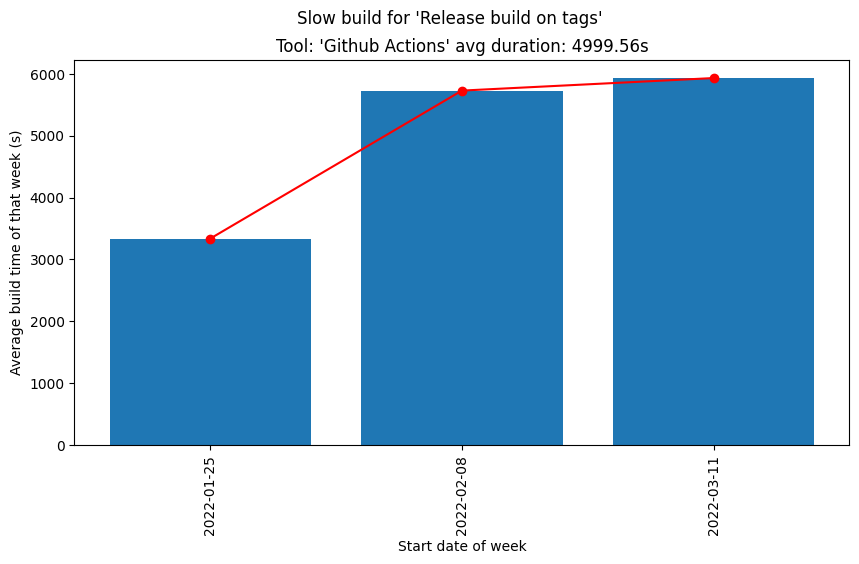 Slow build for 'Release build on tags'
Tool: 'Github Actions' avg duration: 4999.56s
Average build time of that week (s)
6000
5000
4000
3000
2000
1000
0
2022-01-25
2022-02-08
2022-03-11
Start date of week